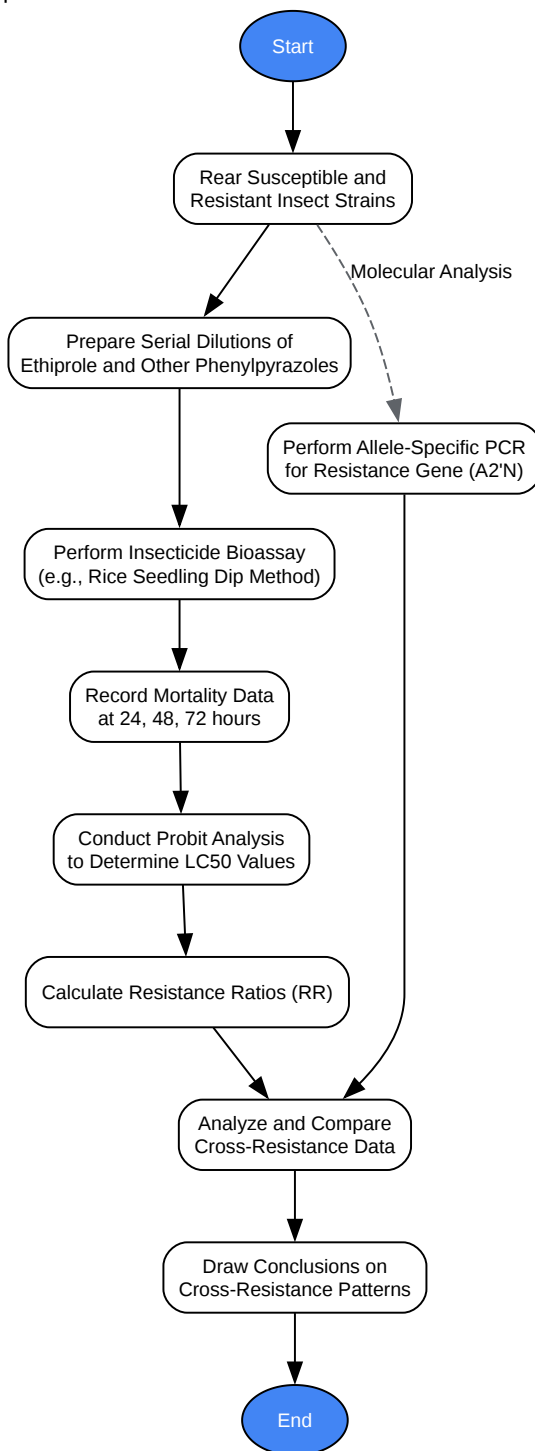 Start
Rear Susceptible and
Resistant Insect Strains
Molecular Analysis
Prepare Serial Dilutions of
Ethiprole and Other Phenylpyrazoles
Perform Allele-Specific PCR
for Resistance Gene (A2'N)
Perform Insecticide Bioassay
(e.g., Rice Seedling Dip Method)
Record Mortality Data
at 24, 48, 72 hours
Conduct Probit Analysis
to Determine LC50 Values
Calculate Resistance Ratios (RR)
Analyze and Compare
Cross-Resistance Data
Draw Conclusions on
Cross-Resistance Patterns
End